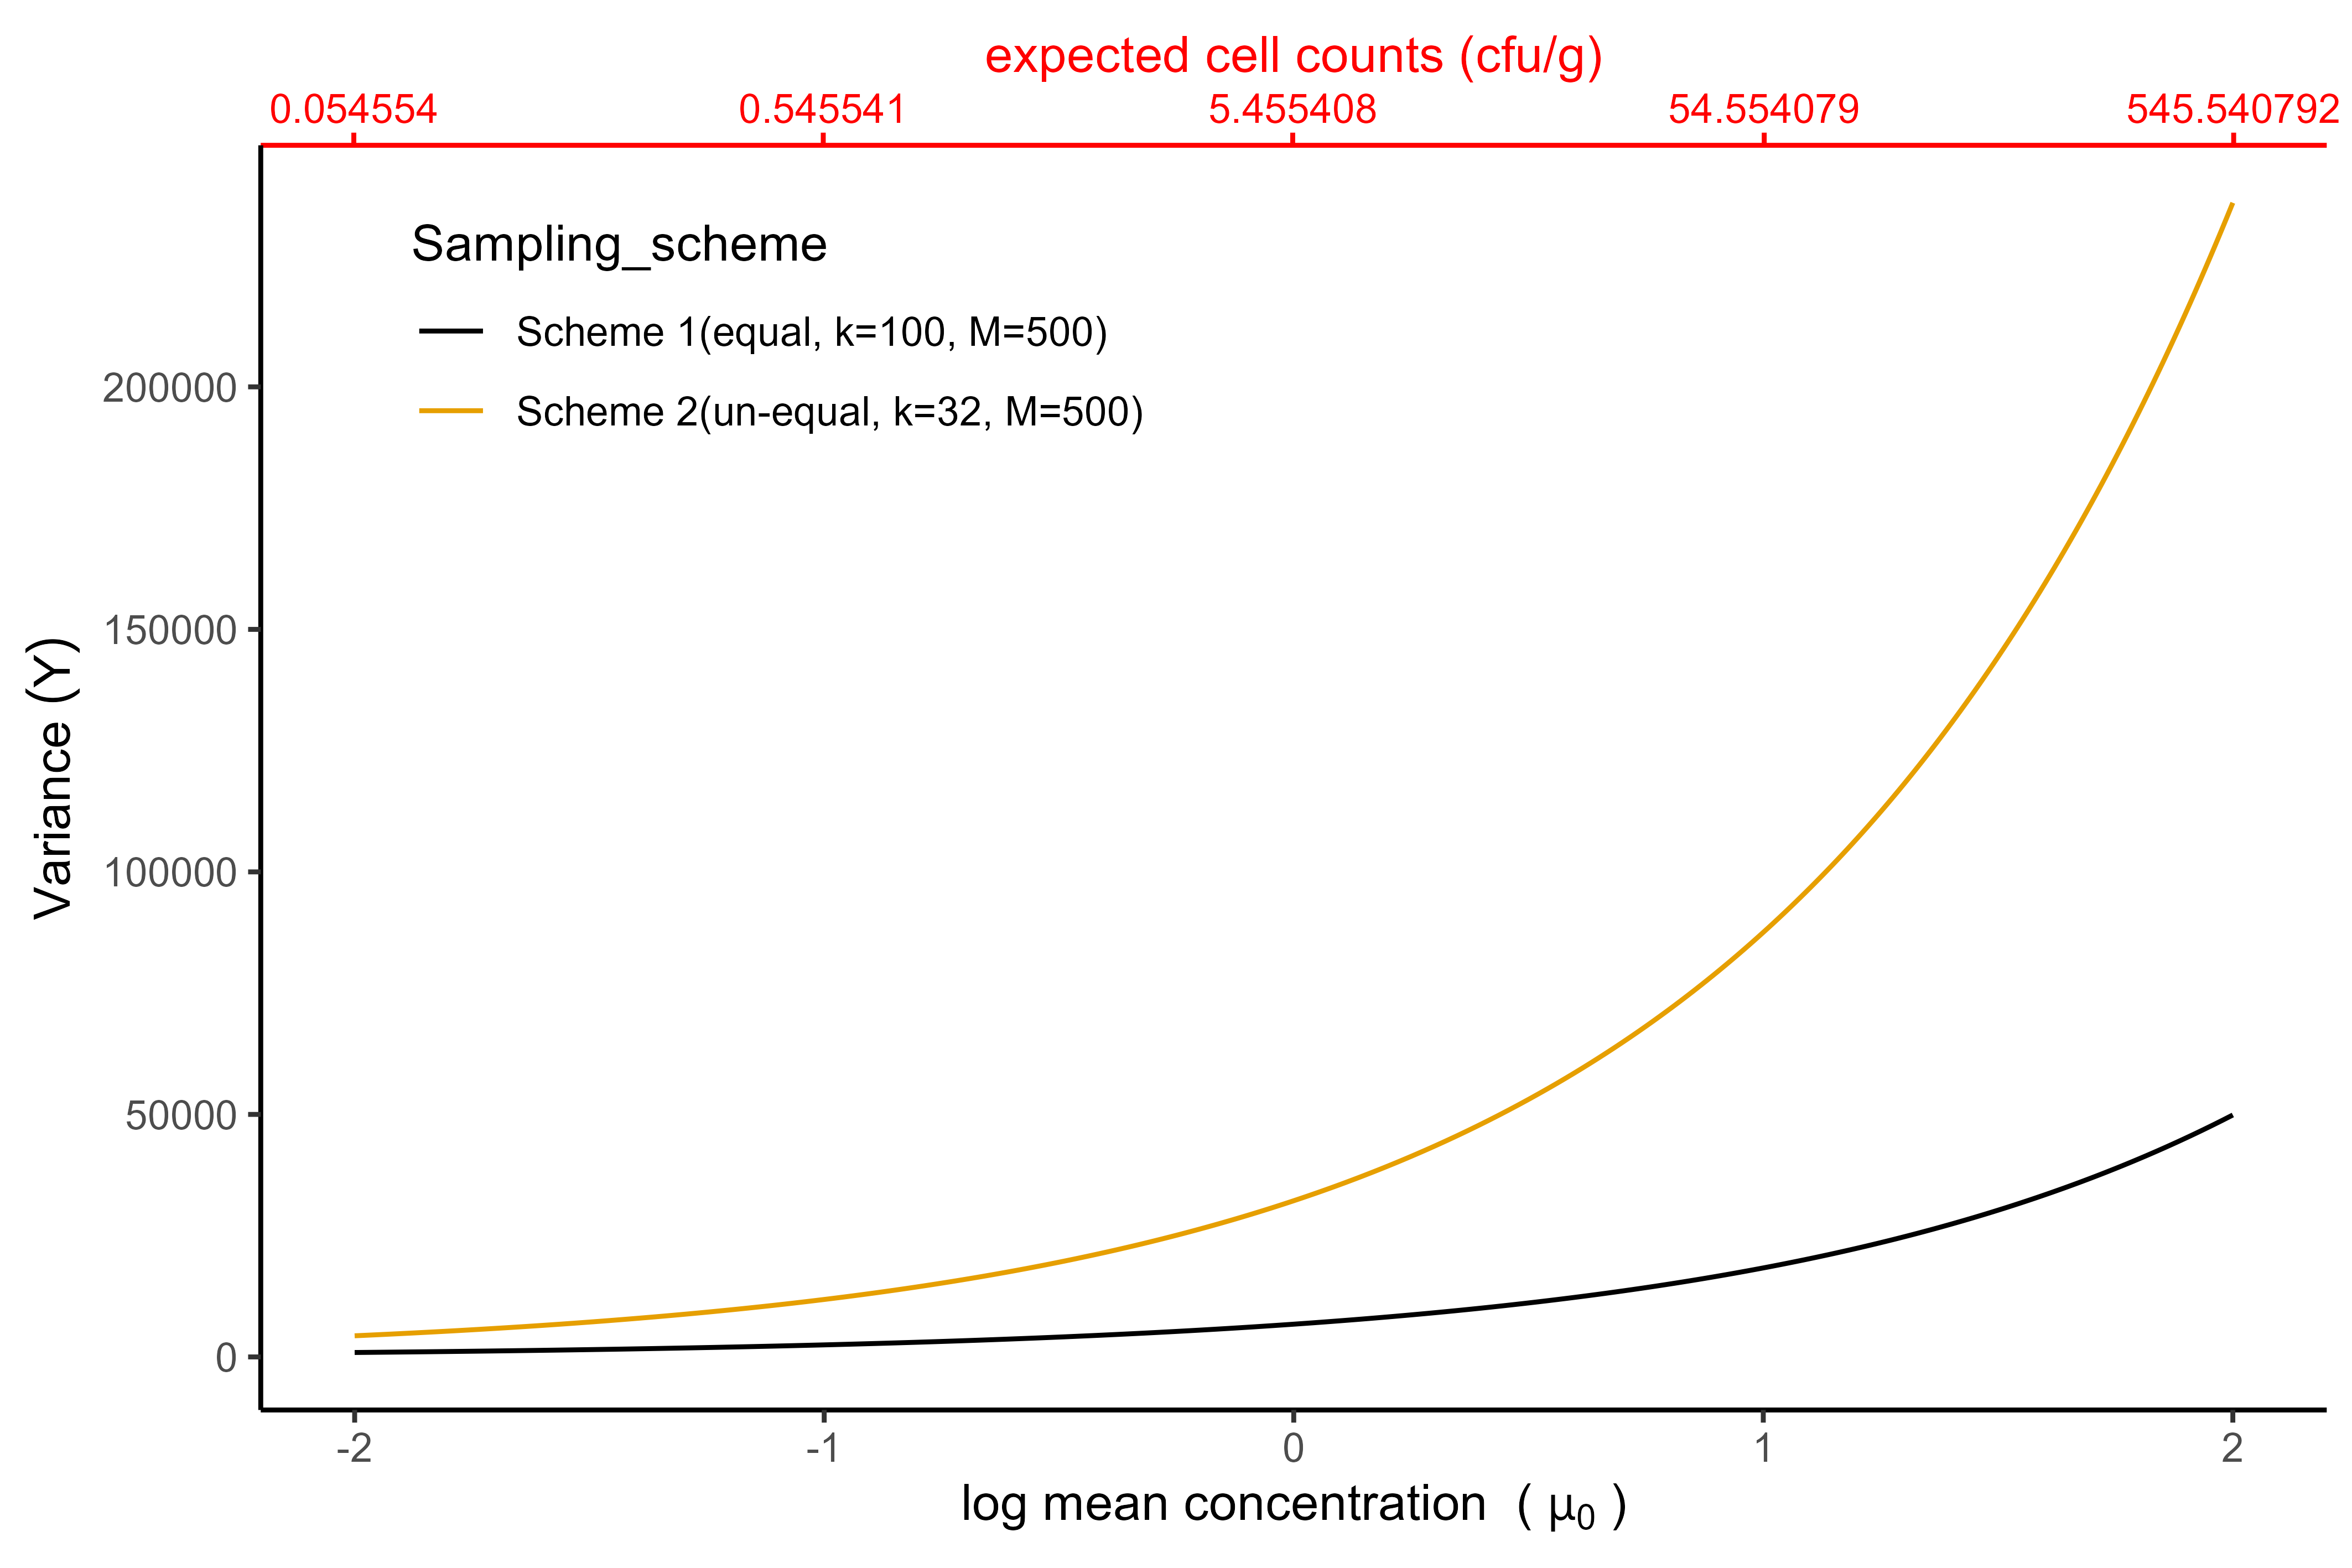 expected cell counts (cfu/g)
0.054554 0.545541 5.455408 54.554079 545.540792
Sampling_scheme
Scheme 1(equal, k=100, M=500)
Scheme 2(un-equal, k=32, M=500)
Variance (Y)
200000
150000
100000
50000
0
-2 -1 0 1 2
log mean concentration ( μ₀ )